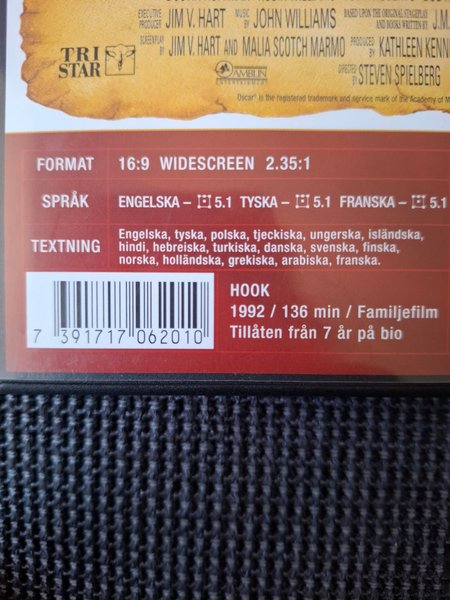 EXECUTIVE PRODUCER JIM V. HART MUSIC BY JOHN WILLIAMS BASED UPON THE ORIGINAL STAGEPLAY AND BOOKS WRITTEN BY J.M.
SCREENPLAY BY JIM V. HART AND MALIA SCOTCH MARMO PRODUCED BY KATHLEEN KENN
TRI STAR
AMBLIN ENTERTAINMENT
DIRECTED BY STEVEN SPIELBERG
Oscar® is the registered trademark and service mark of the Academy of M
FORMAT 16:9 WIDESCREEN 2.35:1
SPRÅK ENGELSKA – 5.1 TYSKA – 5.1 FRANSKA – 5.1
TEXTNING Engelska, tyska, polska, tjeckiska, ungerska, isländska,
hindi, hebreiska, turkiska, danska, svenska, finska,
norska, holländska, grekiska, arabiska, franska.
HOOK
1992 / 136 min / Familjefilm
Tillåten från 7 år på bio
7 391717 062010